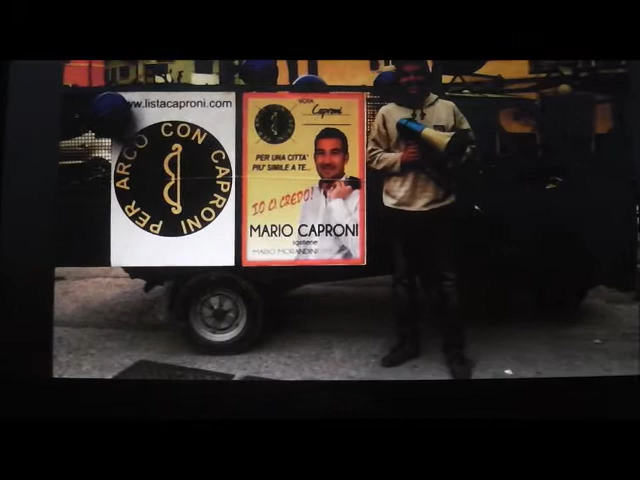 www.listacaproni.com
PER ARCO CON CAPRONI
VOTA
Caproni
PER UNA CITTA'
PIU' SIMILE A TE...
IO CI CREDO!
MARIO CAPRONI
sostiene
MARIO MORANDINI